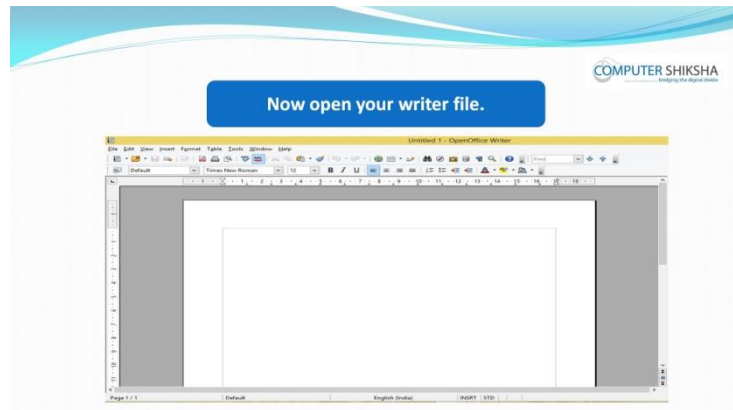 COMPUTER SHIKSHA
bridging the digital divide
Now open your writer file.
Untitled 1 - OpenOffice Writer
File Edit View Insert Format Table Tools Window Help
Find
Default Times New Roman 12 B I U
Page 1 / 1 Default English (India) INSRT STD